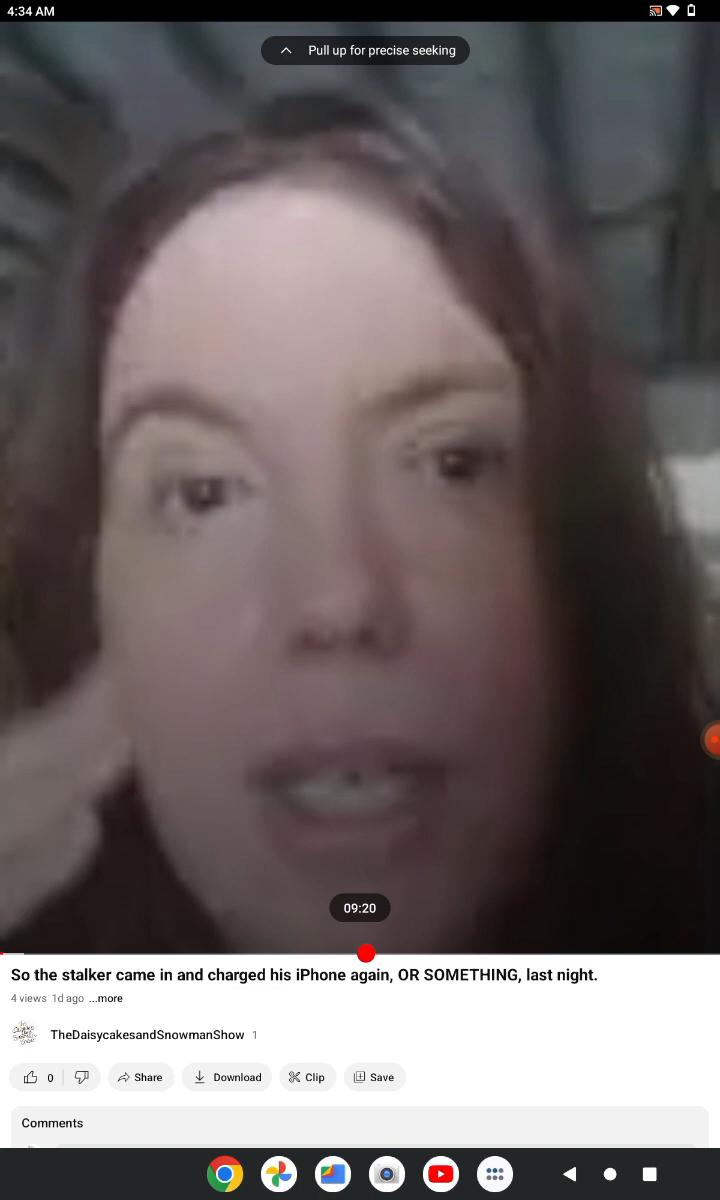 4:34 AM
Pull up for precise seeking
09:20
So the stalker came in and charged his iPhone again, OR SOMETHING, last night.
4 views 1d ago ...more
TheDaisycakesandSnowmanShow 1
0 Share Download Clip Save
Comments